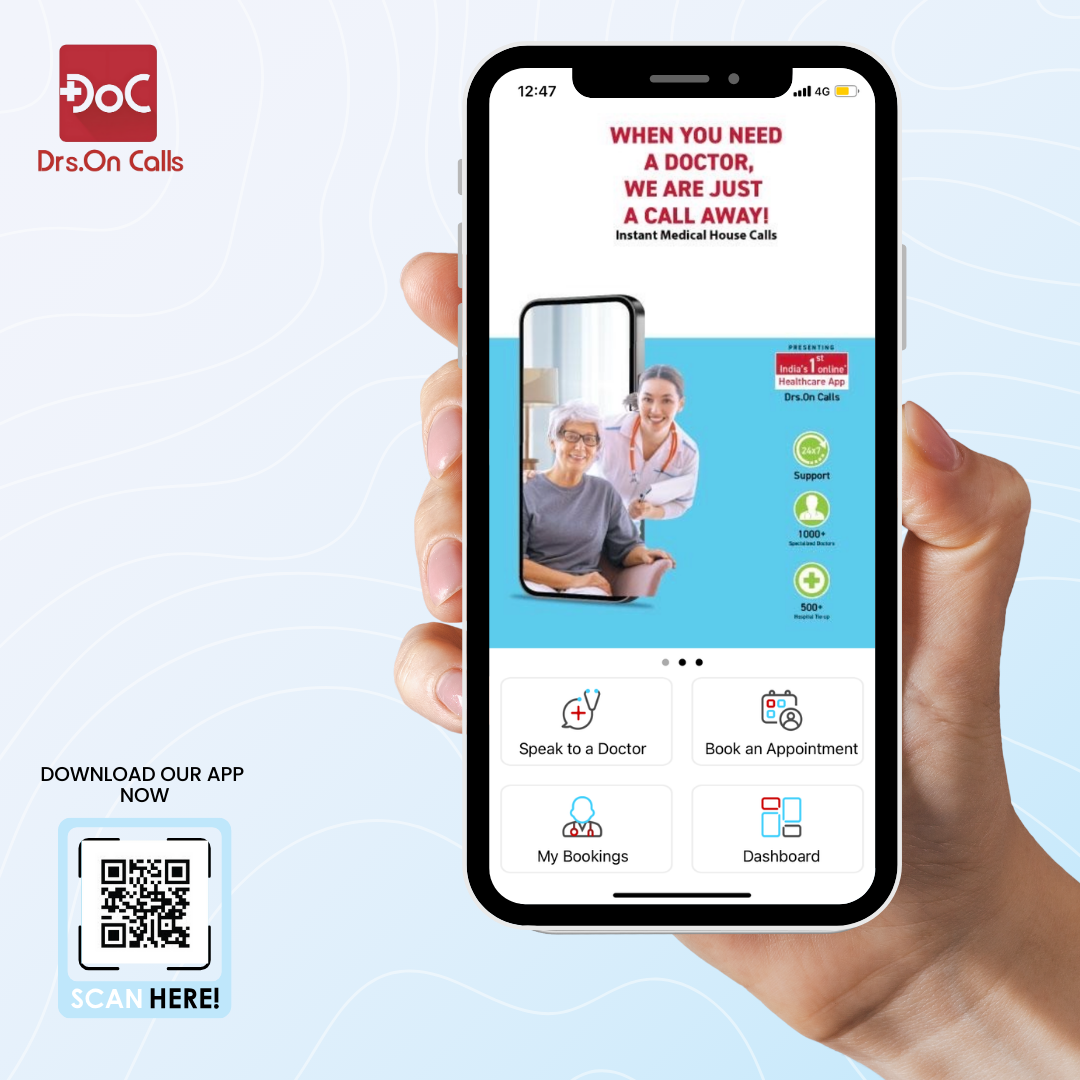 DoC
Drs.On Calls
12:47
4G
WHEN YOU NEED
A DOCTOR,
WE ARE JUST
A CALL AWAY!
Instant Medical House Calls
PRESENTING
India's 1st online*
Healthcare App
Drs.On Calls
24x7
Support
1000+
Specialized Doctors
500+
Hospital Tie-up
Speak to a Doctor
Book an Appointment
My Bookings
Dashboard
DOWNLOAD OUR APP
NOW
SCAN HERE!